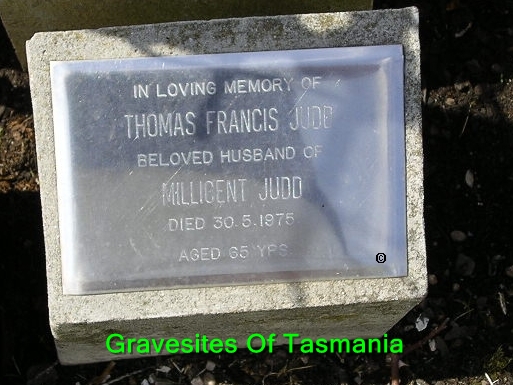 IN LOVING MEMORY OF
THOMAS FRANCIS JUDD
BELOVED HUSBAND OF
MILLICENT JUDD
DIED 30.5.1975
AGED 65 YRS
©
Gravesites Of Tasmania